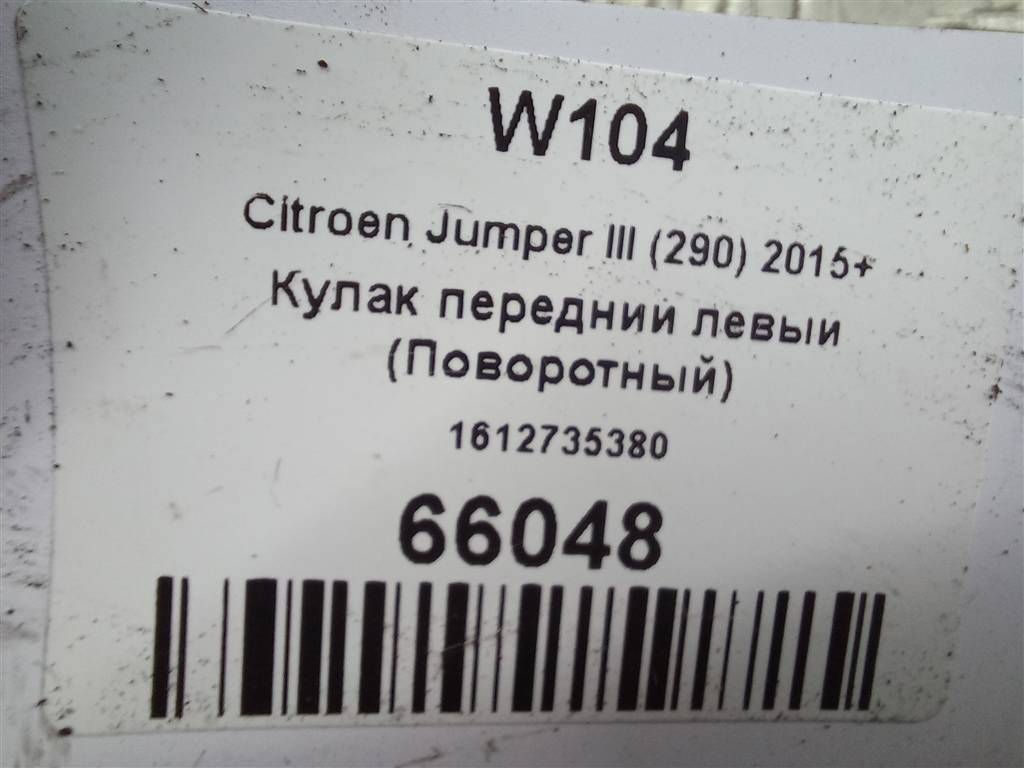 W104
Citroen Jumper III (290) 2015+
Кулак передний левый
(Поворотный)
1612735380
66048